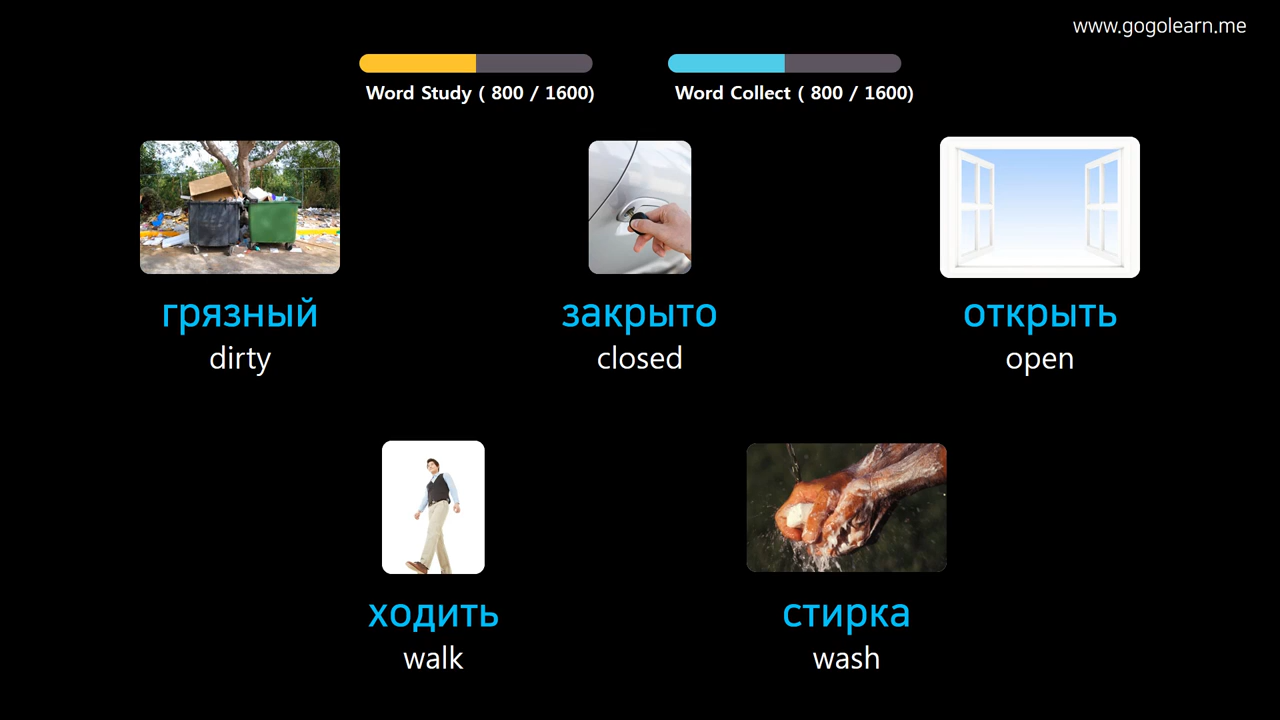 www.gogolearn.me
Word Study ( 800 / 1600)
Word Collect ( 800 / 1600)
грязный
dirty
закрыто
closed
открыть
open
ходить
walk
стирка
wash